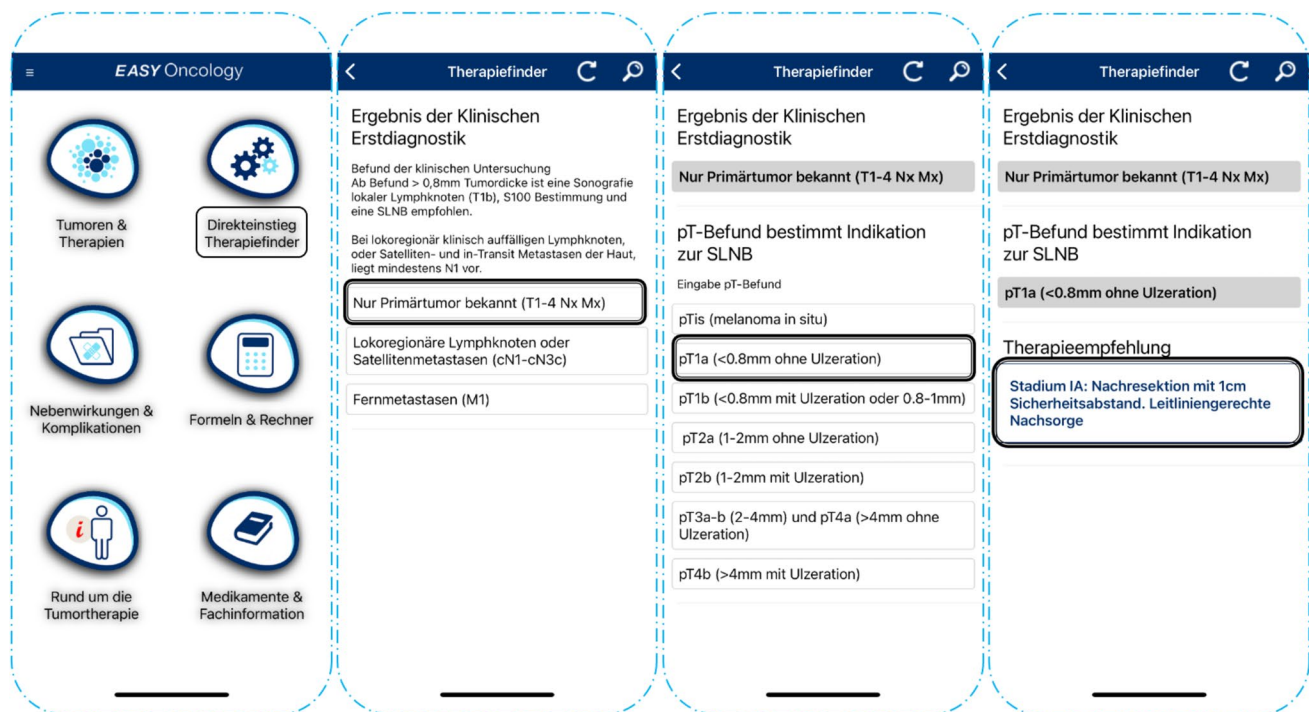 ≡ EASY Oncology
Tumoren &
Therapien
Direkteinstieg
Therapiefinder
Nebenwirkungen &
Komplikationen
Formeln & Rechner
i
Rund um die
Tumortherapie
Medikamente &
Fachinformation
Therapiefinder
Ergebnis der Klinischen
Erstdiagnostik
Befund der klinischen Untersuchung
Ab Befund > 0,8mm Tumordicke ist eine Sonografie
lokaler Lymphknoten (T1b), S100 Bestimmung und
eine SLNB empfohlen.
Bei lokoregionär klinisch auffälligen Lymphknoten,
oder Satelliten- und in-Transit Metastasen der Haut,
liegt mindestens N1 vor.
Nur Primärtumor bekannt (T1-4 Nx Mx)
Lokoregionäre Lymphknoten oder
Satellitenmetastasen (cN1-cN3c)
Fernmetastasen (M1)
Therapiefinder
Ergebnis der Klinischen
Erstdiagnostik
Nur Primärtumor bekannt (T1-4 Nx Mx)
pT-Befund bestimmt Indikation
zur SLNB
Eingabe pT-Befund
pTis (melanoma in situ)
pT1a (<0.8mm ohne Ulzeration)
pT1b (<0.8mm mit Ulzeration oder 0.8-1mm)
pT2a (1-2mm ohne Ulzeration)
pT2b (1-2mm mit Ulzeration)
pT3a-b (2-4mm) und pT4a (>4mm ohne
Ulzeration)
pT4b (>4mm mit Ulzeration)
Therapiefinder
Ergebnis der Klinischen
Erstdiagnostik
Nur Primärtumor bekannt (T1-4 Nx Mx)
pT-Befund bestimmt Indikation
zur SLNB
pT1a (<0.8mm ohne Ulzeration)
Therapieempfehlung
Stadium IA: Nachresektion mit 1cm
Sicherheitsabstand. Leitliniengerechte
Nachsorge